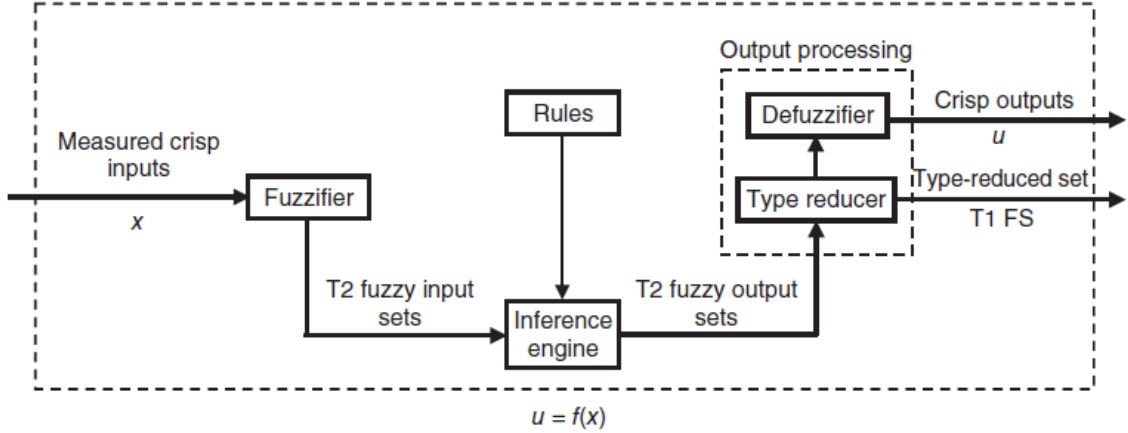 Output processing
Rules
Defuzzifier
Crisp outputs
u
Measured crisp
inputs
x
Fuzzifier
Type reducer
Type-reduced set
T1 FS
T2 fuzzy input
sets
Inference
engine
T2 fuzzy output
sets
u = f(x)